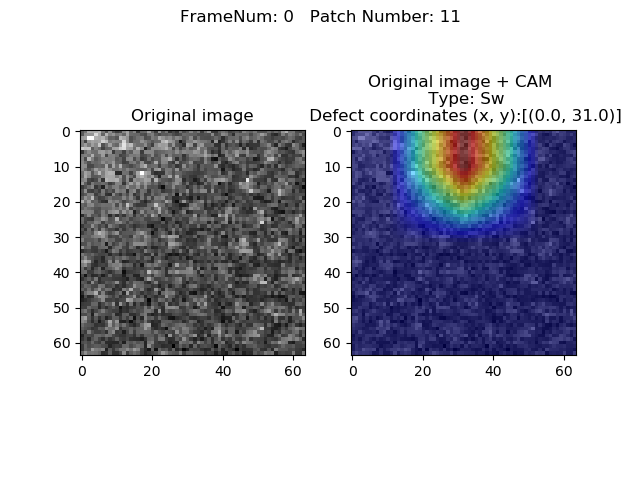 FrameNum: 0   Patch Number: 11
Original image
Original image + CAM
Type: Sw
Defect coordinates (x, y):[(0.0, 31.0)]
0
10
20
30
40
50
60
0 20 40 60
0
10
20
30
40
50
60
0 20 40 60